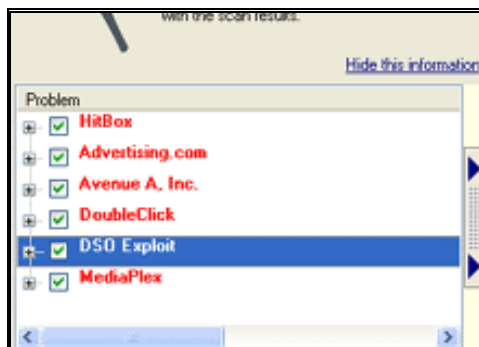 with the scan results.
Hide this information
Problem
HitBox
Advertising.com
Avenue A, Inc.
DoubleClick
DSO Exploit
MediaPlex